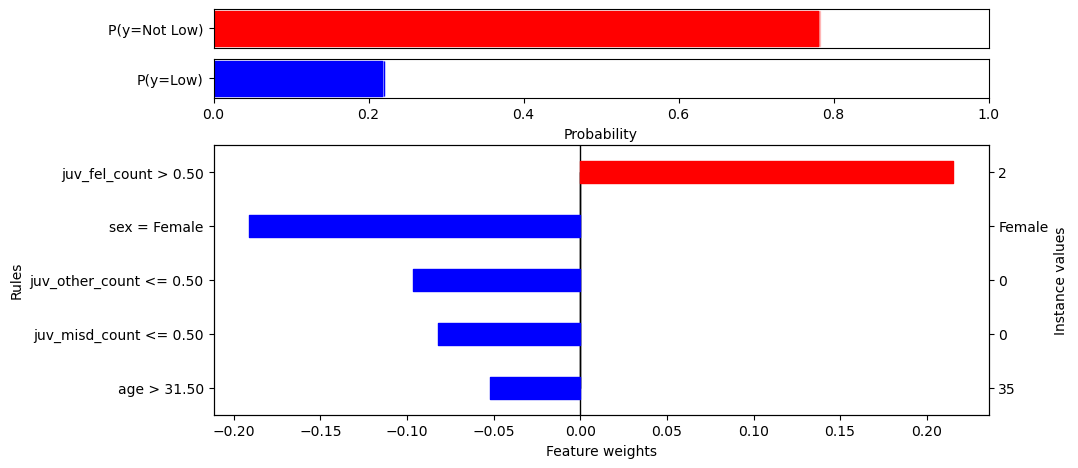 P(y=Not Low)
P(y=Low)
0.0 0.2 0.4 0.6 0.8 1.0
Probability
juv_fel_count > 0.50 2
sex = Female Female
juv_other_count <= 0.50 0
juv_misd_count <= 0.50 0
age > 31.50 35
Rules
Instance values
−0.20 −0.15 −0.10 −0.05 0.00 0.05 0.10 0.15 0.20
Feature weights